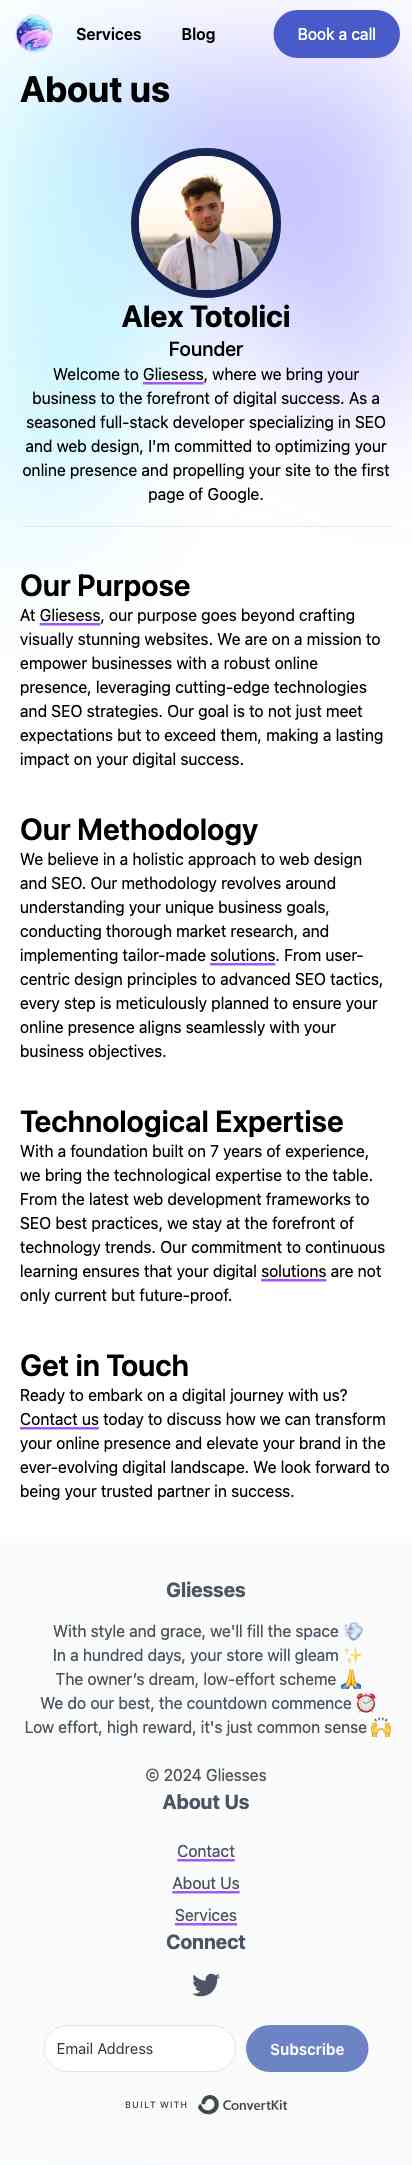 Services Blog Book a call
About us
Alex Totolici
Founder
Welcome to Gliesess, where we bring your
business to the forefront of digital success. As a
seasoned full-stack developer specializing in SEO
and web design, I'm committed to optimizing your
online presence and propelling your site to the first
page of Google.
Our Purpose
At Gliesess, our purpose goes beyond crafting
visually stunning websites. We are on a mission to
empower businesses with a robust online
presence, leveraging cutting-edge technologies
and SEO strategies. Our goal is to not just meet
expectations but to exceed them, making a lasting
impact on your digital success.
Our Methodology
We believe in a holistic approach to web design
and SEO. Our methodology revolves around
understanding your unique business goals,
conducting thorough market research, and
implementing tailor-made solutions. From user-
centric design principles to advanced SEO tactics,
every step is meticulously planned to ensure your
online presence aligns seamlessly with your
business objectives.
Technological Expertise
With a foundation built on 7 years of experience,
we bring the technological expertise to the table.
From the latest web development frameworks to
SEO best practices, we stay at the forefront of
technology trends. Our commitment to continuous
learning ensures that your digital solutions are not
only current but future-proof.
Get in Touch
Ready to embark on a digital journey with us?
Contact us today to discuss how we can transform
your online presence and elevate your brand in the
ever-evolving digital landscape. We look forward to
being your trusted partner in success.
Gliesses
With style and grace, we'll fill the space 💨
In a hundred days, your store will gleam ✨
The owner’s dream, low-effort scheme 🙏
We do our best, the countdown commence ⏰
Low effort, high reward, it's just common sense 🙌
© 2024 Gliesses
About Us
Contact
About Us
Services
Connect
Email Address Subscribe
BUILT WITH ConvertKit